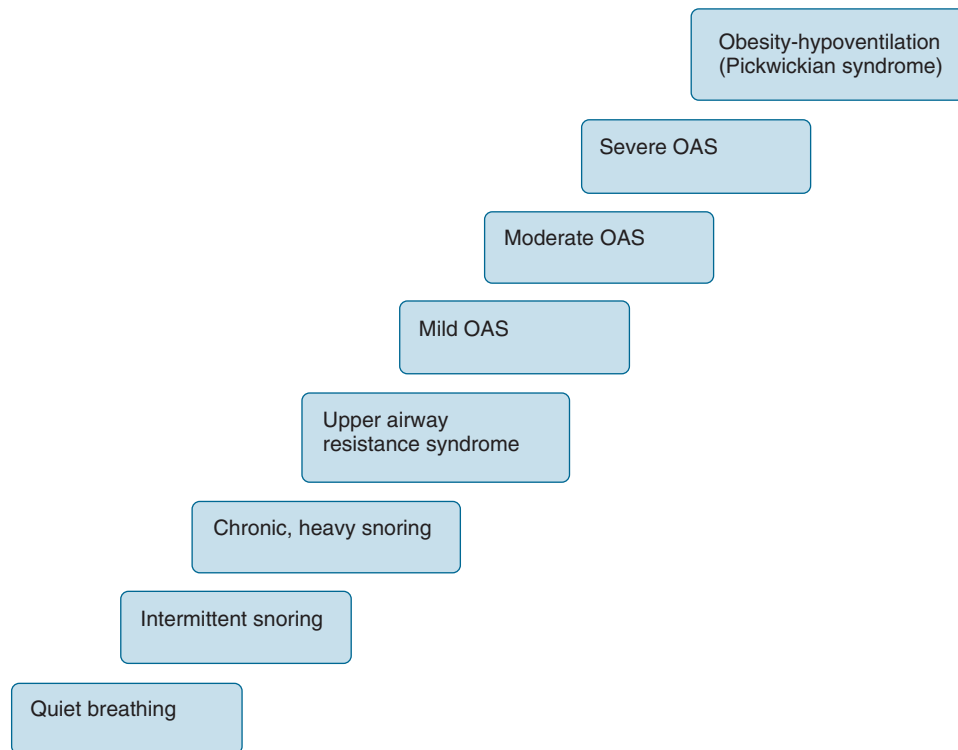 Obesity-hypoventilation
(Pickwickian syndrome)
Severe OAS
Moderate OAS
Mild OAS
Upper airway
resistance syndrome
Chronic, heavy snoring
Intermittent snoring
Quiet breathing